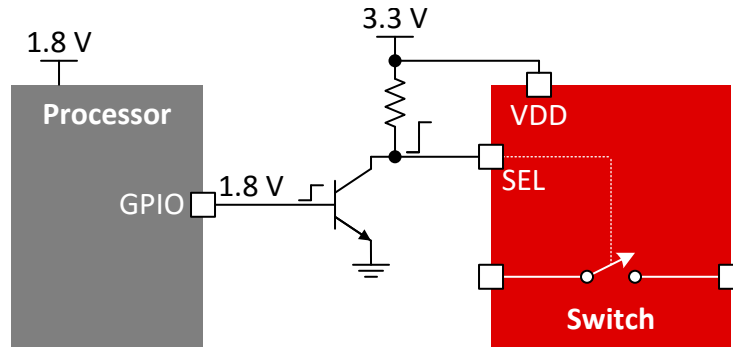 3.3 V
1.8 V
Processor
VDD
1.8 V
SEL
GPIO
Switch